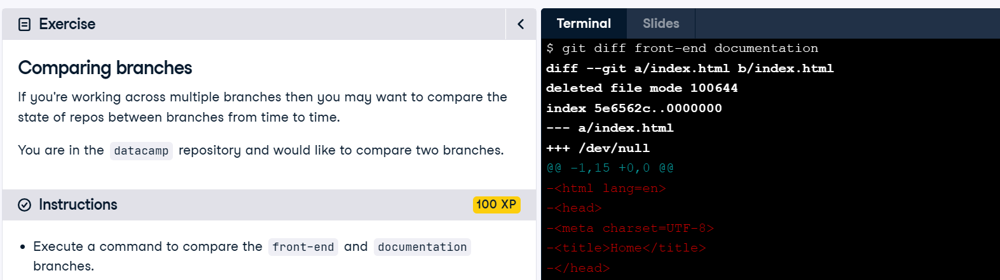 Exercise
Comparing branches
If you're working across multiple branches then you may want to compare the
state of repos between branches from time to time.
You are in the datacamp repository and would like to compare two branches.
Instructions
100 XP
Execute a command to compare the front-end and documentation
branches.
Terminal
Slides
$ git diff front-end documentation
diff --git a/index.html b/index.html
deleted file mode 100644
index 5e6562c..0000000
--- a/index.html
+++ /dev/null
@@ -1,15 +0,0 @@
-<html lang=en>
-<head>
-<meta charset=UTF-8>
-<title>Home</title>
-</head>